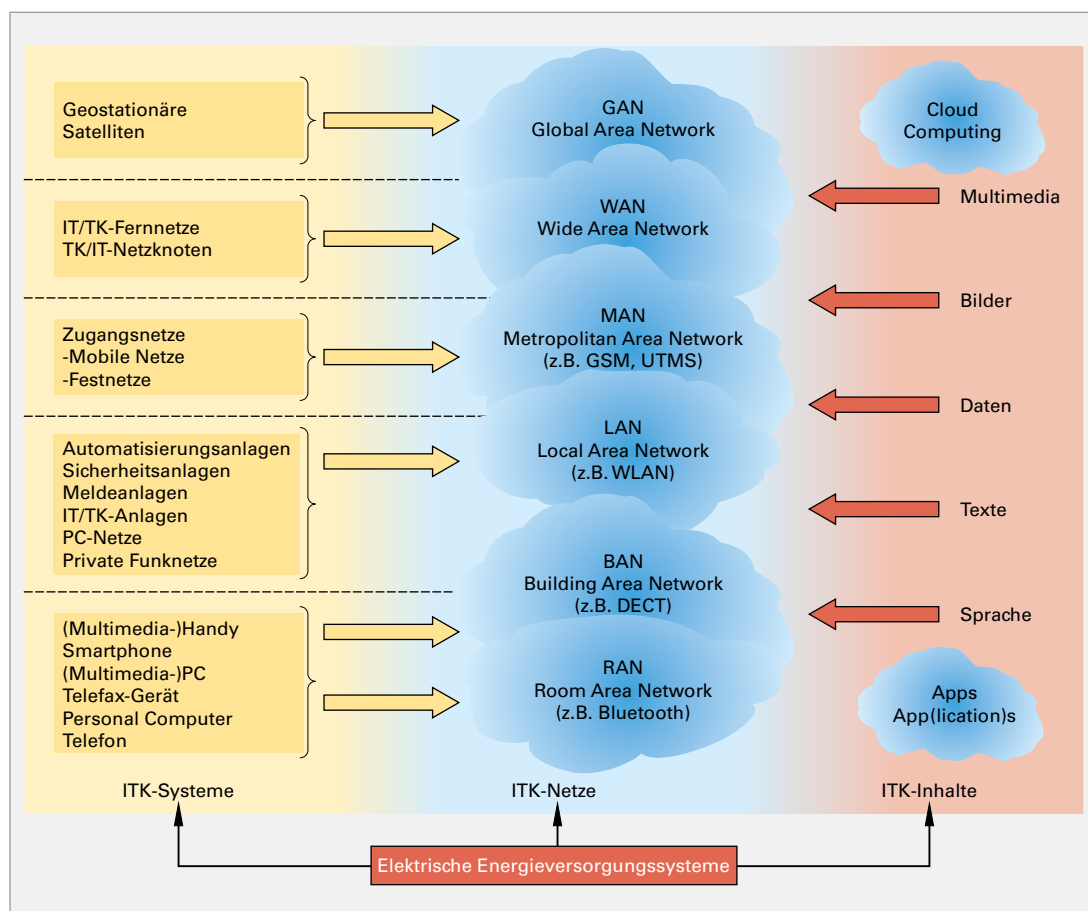 Geostationäre
Satelliten
IT/TK-Fernnetze
TK/IT-Netzknoten
Zugangsnetze
-Mobile Netze
-Festnetze
Automatisierungsanlagen
Sicherheitsanlagen
Meldeanlagen
IT/TK-Anlagen
PC-Netze
Private Funknetze
(Multimedia-)Handy
Smartphone
(Multimedia-)PC
Telefax-Gerät
Personal Computer
Telefon
ITK-Systeme
GAN
Global Area Network
WAN
Wide Area Network
MAN
Metropolitan Area Network
(z.B. GSM, UTMS)
LAN
Local Area Network
(z.B. WLAN)
BAN
Building Area Network
(z.B. DECT)
RAN
Room Area Network
(z.B. Bluetooth)
ITK-Netze
Cloud
Computing
Multimedia
Bilder
Daten
Texte
Sprache
Apps
App(lication)s
ITK-Inhalte
Elektrische Energieversorgungssysteme